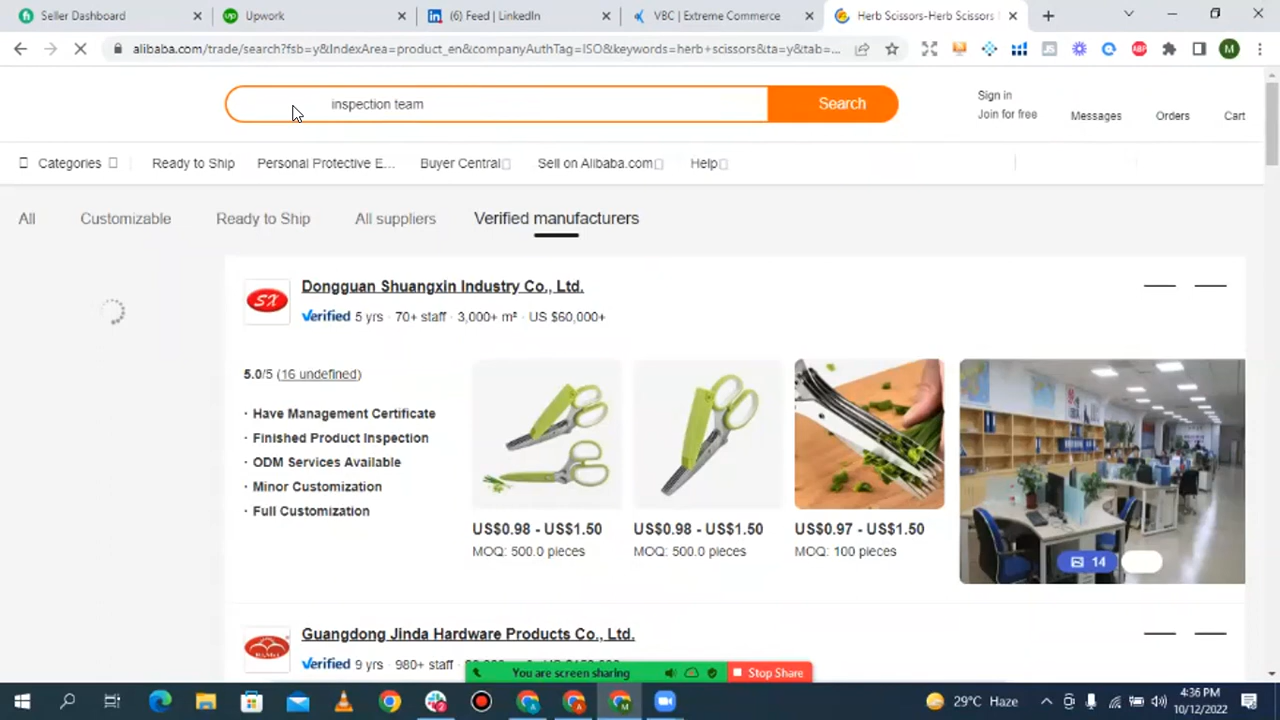 Seller Dashboard
Upwork
(6) Feed | LinkedIn
VBC | Extreme Commerce
Herb Scissors-Herb Scissors
alibaba.com/trade/search?fsb=y&IndexArea=product_en&companyAuthTag=ISO&keywords=herb+scissors&ta=y&tab=...
inspection team
Search
Sign in
Join for free
Messages
Orders
Cart
Categories
Ready to Ship
Personal Protective E...
Buyer Central
Sell on Alibaba.com
Help
All
Customizable
Ready to Ship
All suppliers
Verified manufacturers
SX
Dongguan Shuangxin Industry Co., Ltd.
Verified 5 yrs · 70+ staff · 3,000+ m² · US $60,000+
5.0/5 (16 undefined)
· Have Management Certificate
· Finished Product Inspection
· ODM Services Available
· Minor Customization
· Full Customization
US$0.98 - US$1.50
MOQ: 500.0 pieces
US$0.98 - US$1.50
MOQ: 500.0 pieces
US$0.97 - US$1.50
MOQ: 100 pieces
14
Guangdong Jinda Hardware Products Co., Ltd.
Verified 9 yrs · 980+ staff
You are screen sharing
Stop Share
29°C Haze
4:36 PM
10/12/2022